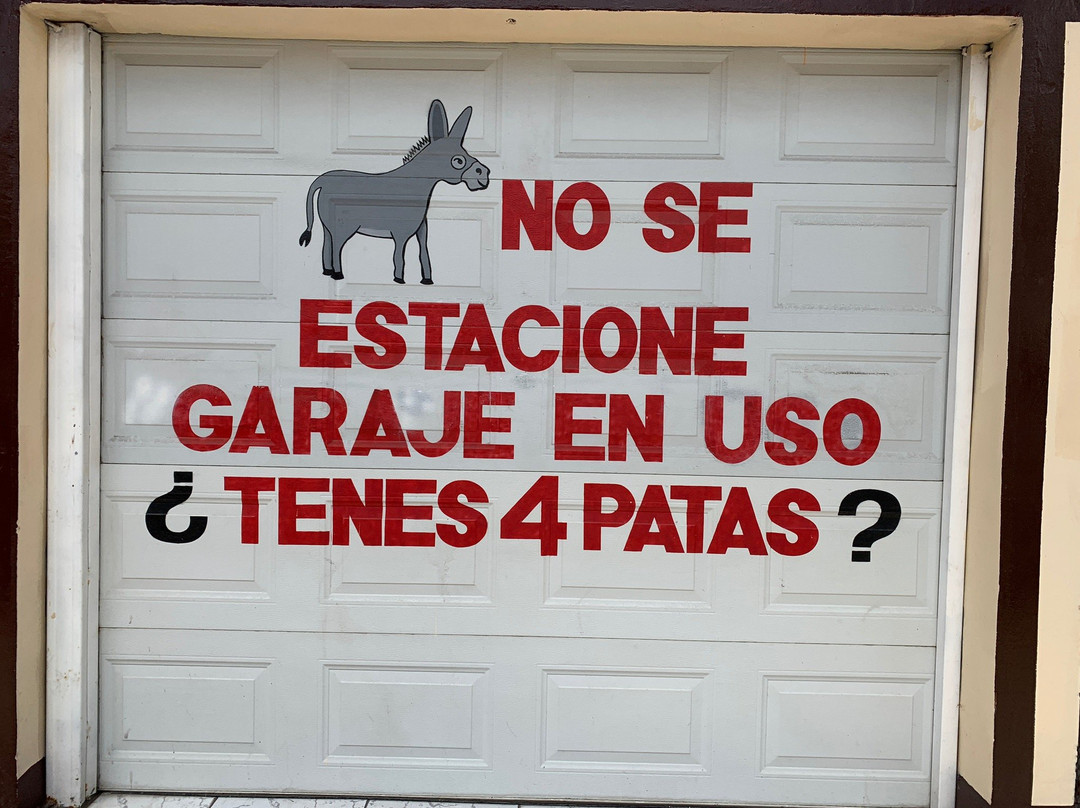 NO SE
ESTACIONE
GARAJE EN USO
¿TENES 4 PATAS?